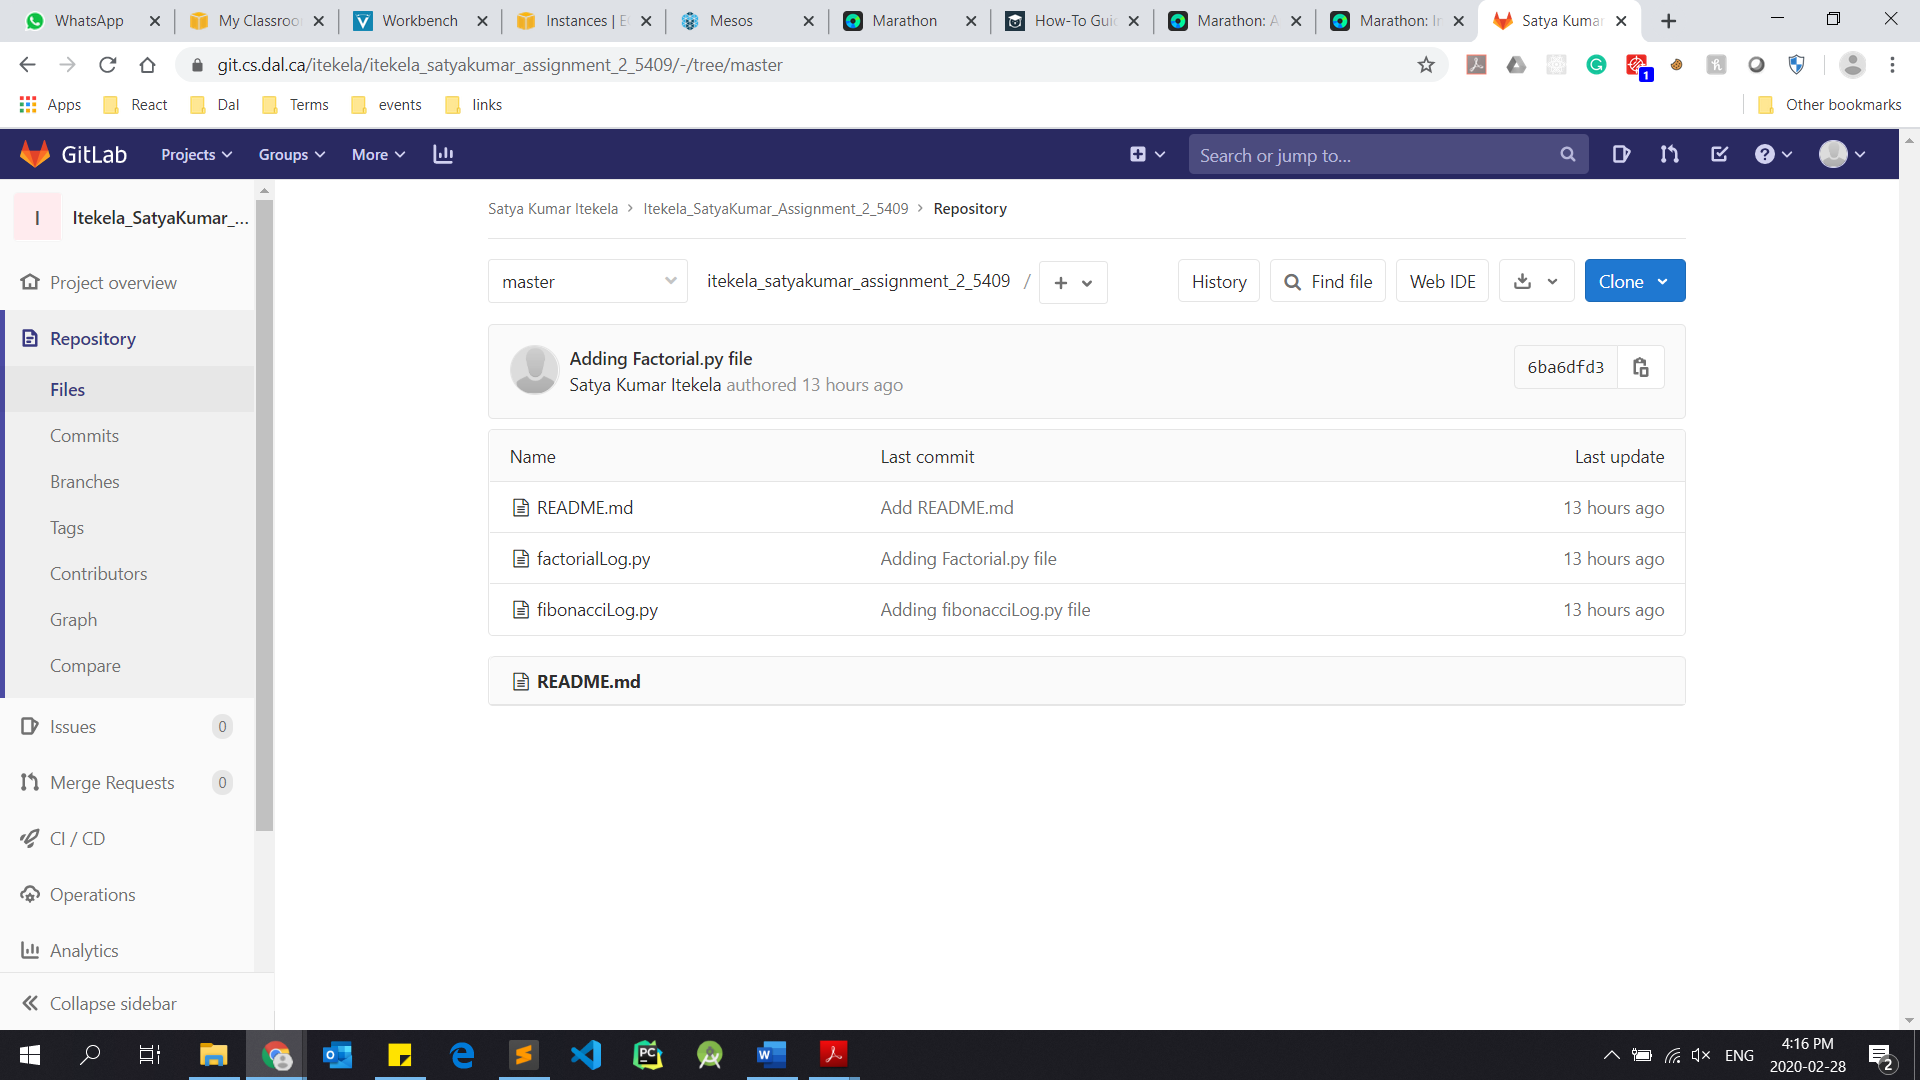 WhatsApp
My Classroo
Workbench
Instances | E
Mesos
Marathon
How-To Gui
Marathon: A
Marathon: In
Satya Kumar
git.cs.dal.ca/itekela/itekela_satyakumar_assignment_2_5409/-/tree/master
1
Apps
React
Dal
Terms
events
links
Other bookmarks
GitLab
Projects
Groups
More
Search or jump to...
I
Itekela_SatyaKumar_...
Project overview
Repository
Files
Commits
Branches
Tags
Contributors
Graph
Compare
Issues 0
Merge Requests 0
CI / CD
Operations
Analytics
Collapse sidebar
Satya Kumar Itekela > Itekela_SatyaKumar_Assignment_2_5409 > Repository
master
itekela_satyakumar_assignment_2_5409 /
History
Find file
Web IDE
Clone
Adding Factorial.py file
Satya Kumar Itekela authored 13 hours ago
6ba6dfd3
Name Last commit Last update
README.md Add README.md 13 hours ago
factorialLog.py Adding Factorial.py file 13 hours ago
fibonacciLog.py Adding fibonacciLog.py file 13 hours ago
README.md
ENG
4:16 PM
2020-02-28
2